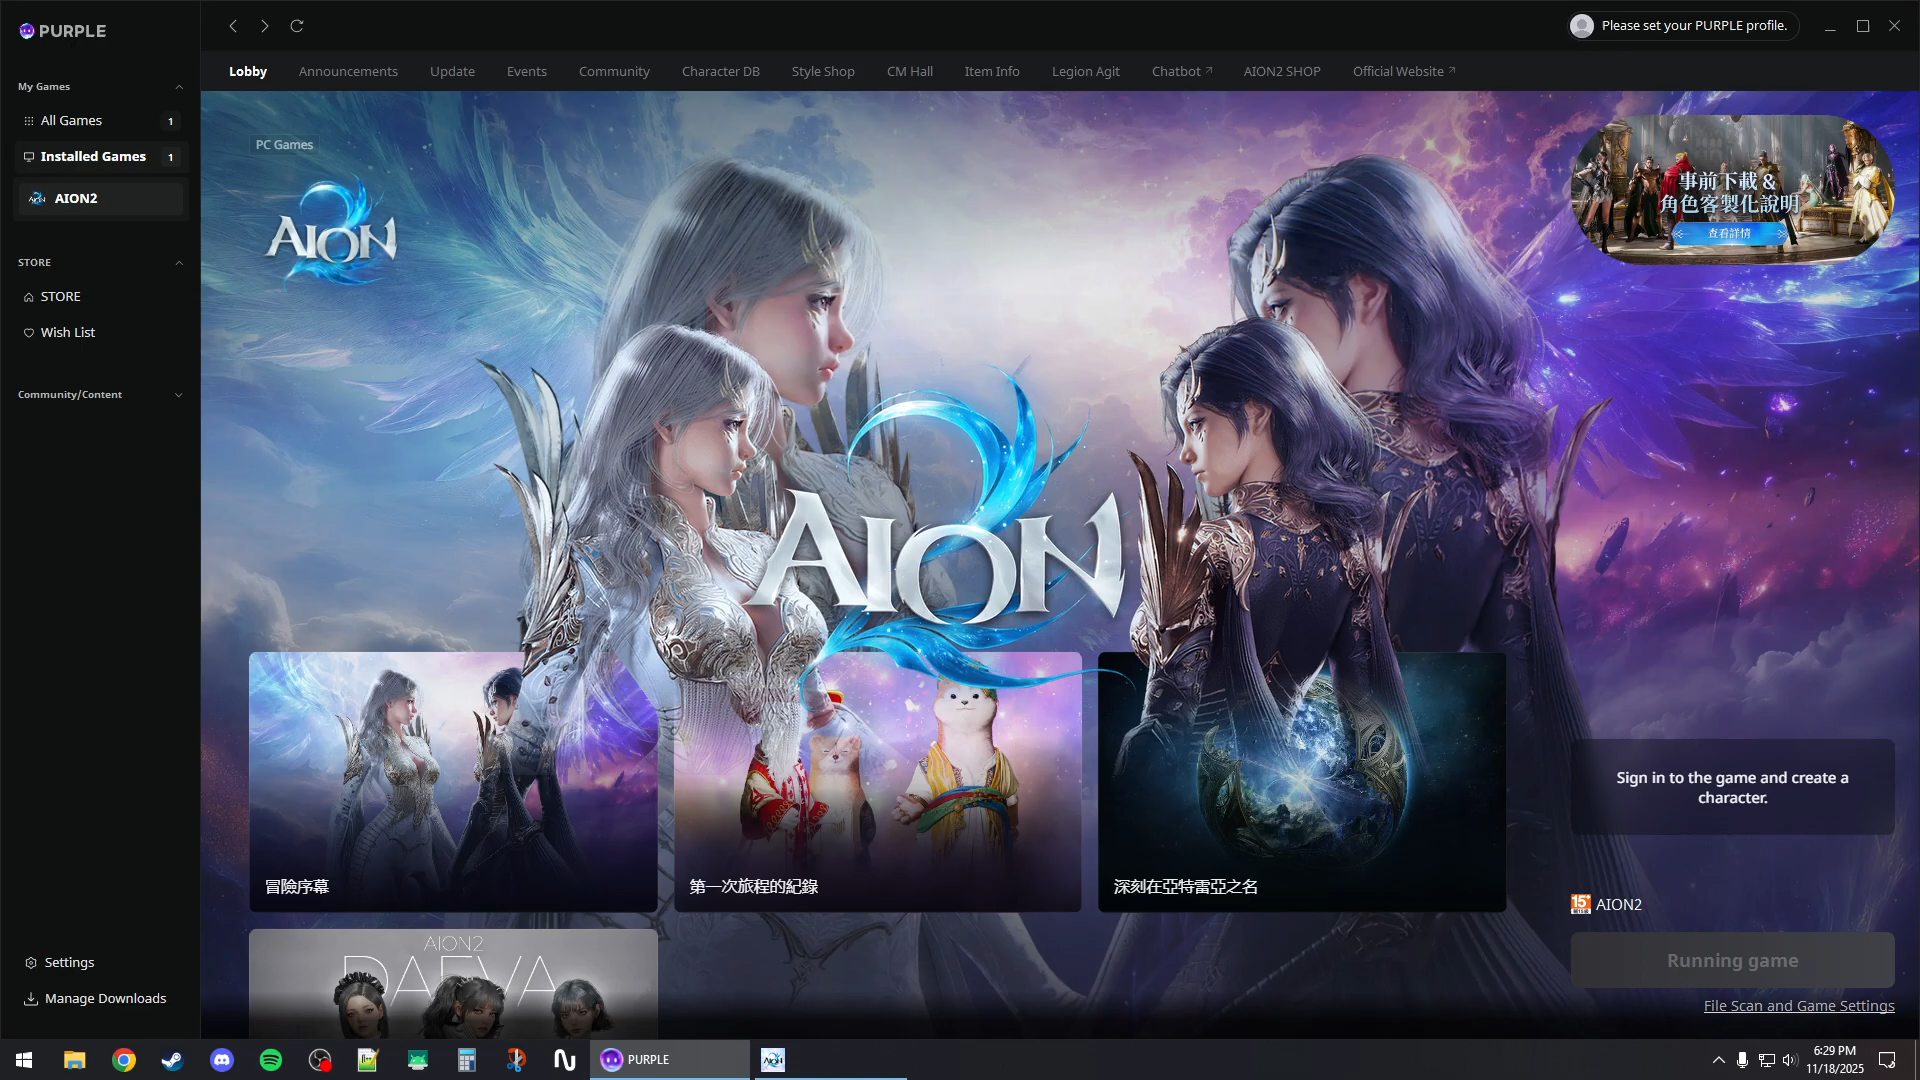 PURPLE
Please set your PURPLE profile.
My Games
All Games 1
Installed Games 1
AION2
STORE
STORE
Wish List
Community/Content
Settings
Manage Downloads
Lobby Announcements Update Events Community Character DB Style Shop CM Hall Item Info Legion Agit Chatbot AION2 SHOP Official Website
PC Games
AION
2
事前下載 &
角色客製化說明
查看詳情
AION
2
冒險序幕
第一次旅程的紀錄
深刻在亞特雷亞之名
AION2
DAEVA
Sign in to the game and create a
character.
15+
AION2
Running game
File Scan and Game Settings
PURPLE
AION
6:29 PM
11/18/2025